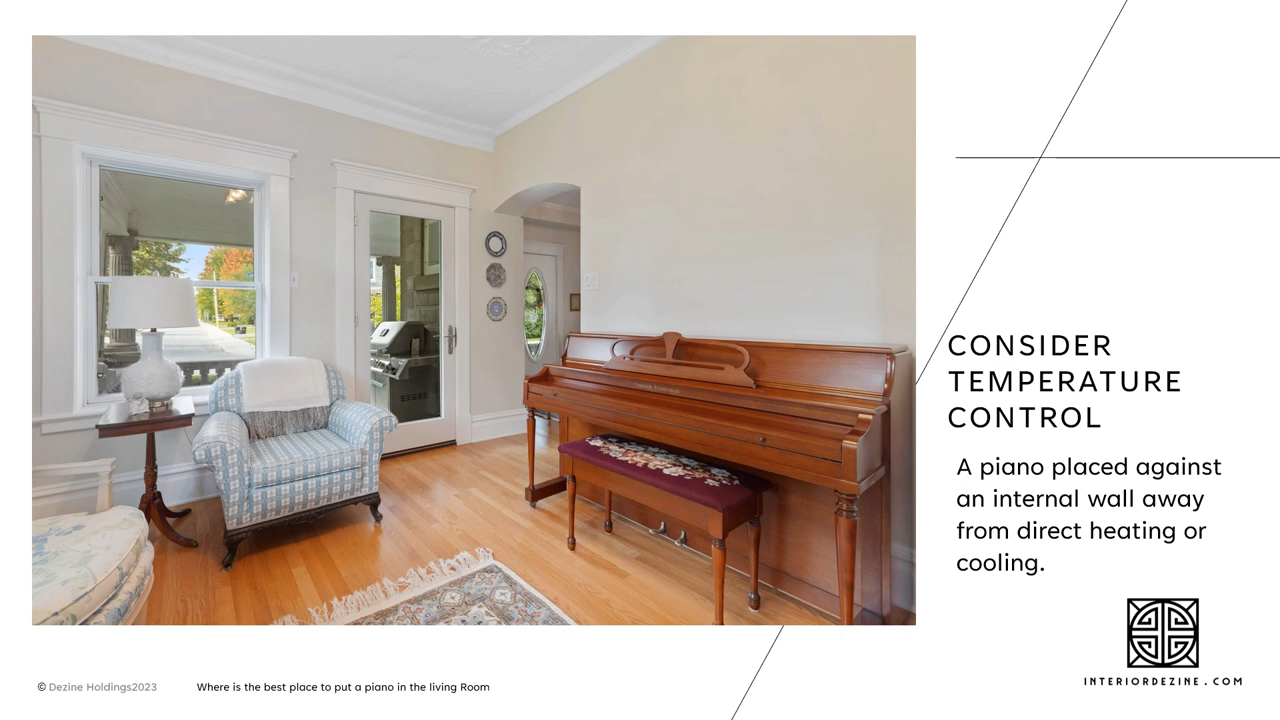 CONSIDER
TEMPERATURE
CONTROL
A piano placed against
an internal wall away
from direct heating or
cooling.
INTERIORDEZINE.COM
© Dezine Holdings2023
Where is the best place to put a piano in the living Room